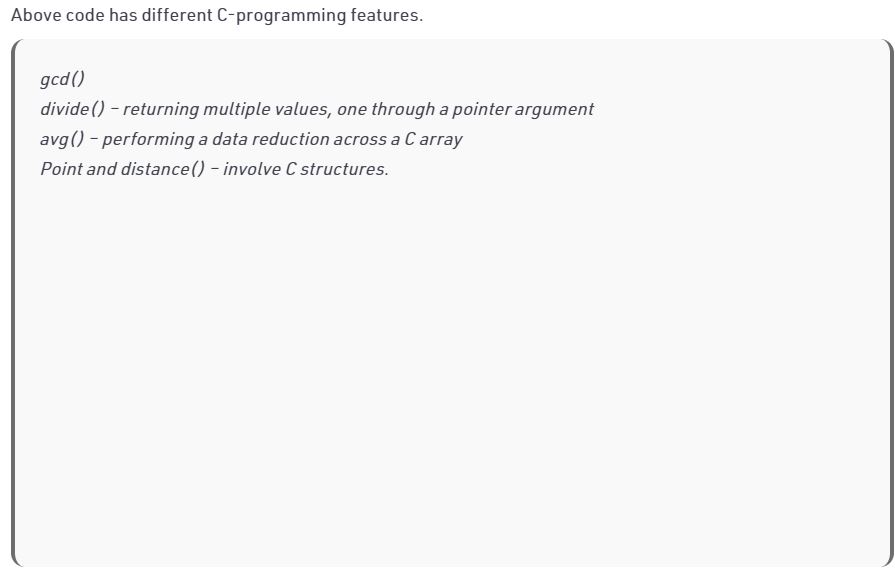 Above code has different C-programming features.
gcd()
divide() – returning multiple values, one through a pointer argument
avg() – performing a data reduction across a C array
Point and distance() – involve C structures.